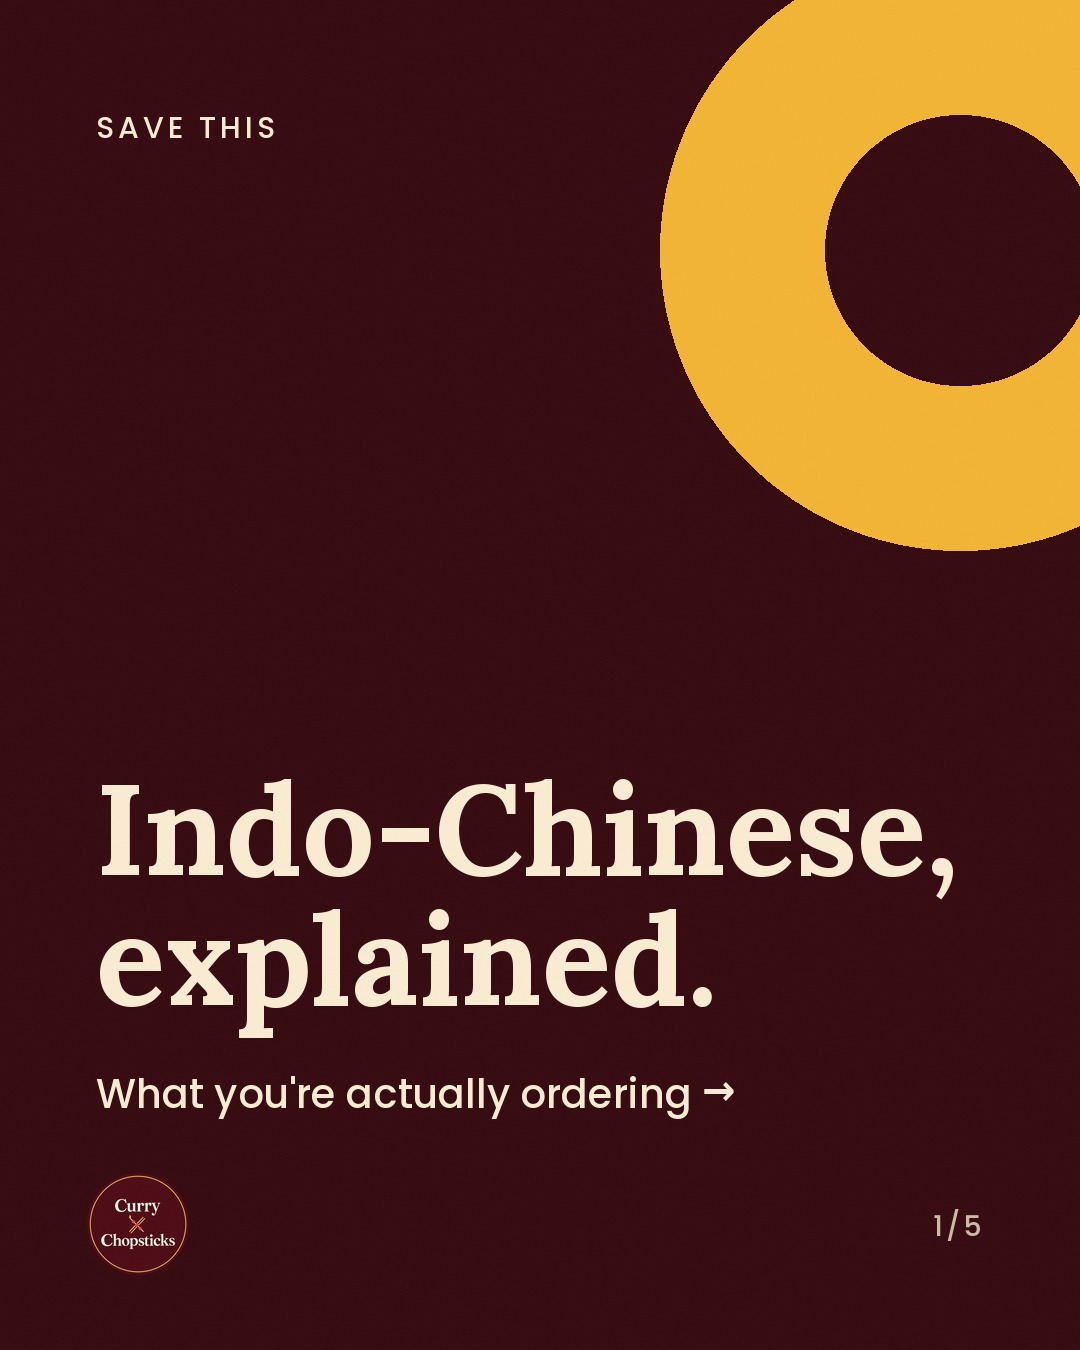 SAVE THIS
Indo-Chinese,
explained.
What you're actually ordering →
Curry
Chopsticks
1/5